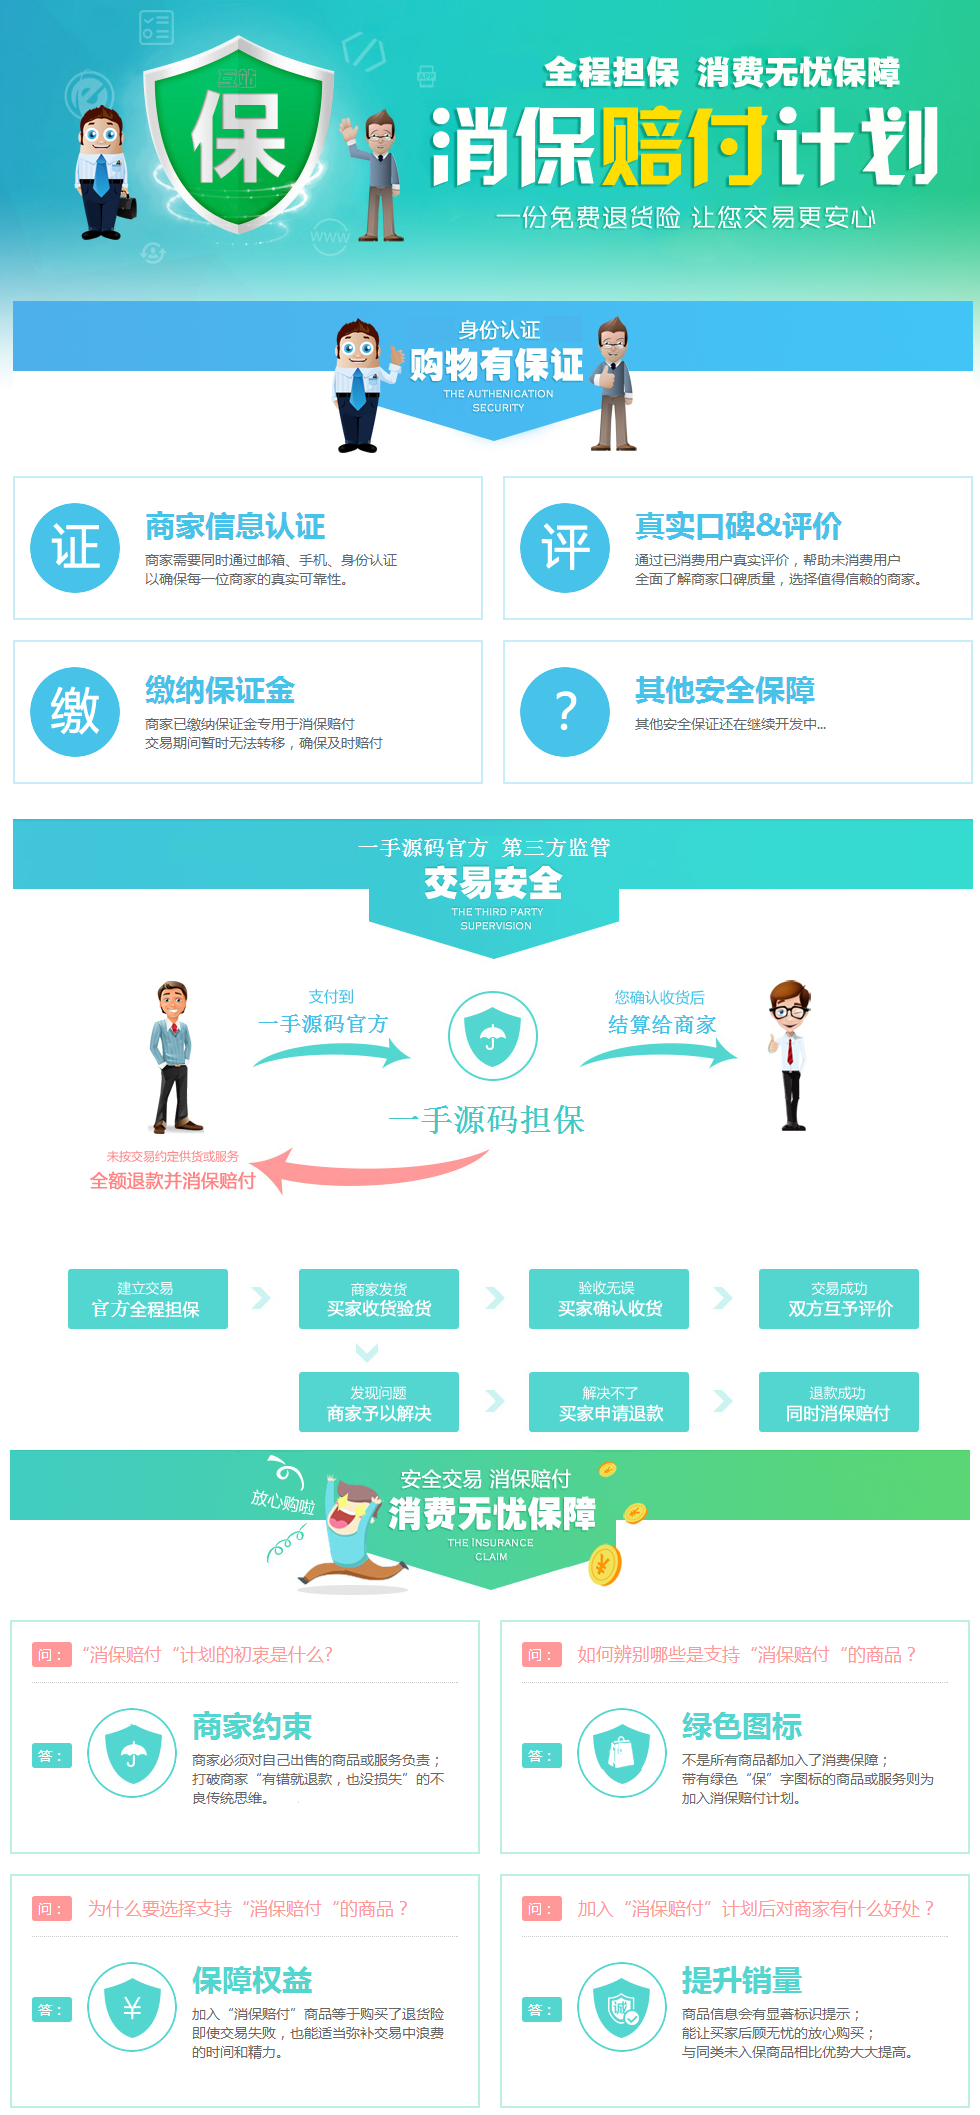 互站
保
APP
WWW
全程担保 消费无忧保障
消保赔付计划
一份免费退货险 让您交易更安心
身份认证
购物有保证
THE AUTHENICATION
SECURITY
证
商家信息认证
商家需要同时通过邮箱、手机、身份认证
以确保每一位商家的真实可靠性。
评
真实口碑&评价
通过已消费用户真实评价，帮助未消费用户
全面了解商家口碑质量，选择值得信赖的商家。
缴
缴纳保证金
商家已缴纳保证金专用于消保赔付
交易期间暂时无法转移，确保及时赔付
?
其他安全保障
其他安全保证还在继续开发中...
一手源码官方 第三方监管
交易安全
THE THIRD PARTY
SUPERVISION
支付到
一手源码官方
您确认收货后
结算给商家
一手源码担保
未按交易约定供货或服务
全额退款并消保赔付
建立交易
官方全程担保
商家发货
买家收货验货
验收无误
买家确认收货
交易成功
双方互予评价
发现问题
商家予以解决
解决不了
买家申请退款
退款成功
同时消保赔付
放心购啦
安全交易 消保赔付
消费无忧保障
THE INSURANCE
CLAIM
问：
“消保赔付“计划的初衷是什么?
答：
商家约束
商家必须对自己出售的商品或服务负责；
打破商家“有错就退款，也没损失”的不
良传统思维。
问：
如何辨别哪些是支持“消保赔付“的商品？
答：
绿色图标
不是所有商品都加入了消费保障；
带有绿色“保”字图标的商品或服务则为
加入消保赔付计划。
问：
为什么要选择支持“消保赔付“的商品？
答：
¥
保障权益
加入“消保赔付”商品等于购买了退货险
即使交易失败，也能适当弥补交易中浪费
的时间和精力。
问：
加入“消保赔付”计划后对商家有什么好处？
答：
诚
提升销量
商品信息会有显著标识提示；
能让买家后顾无忧的放心购买；
与同类未入保商品相比优势大大提高。